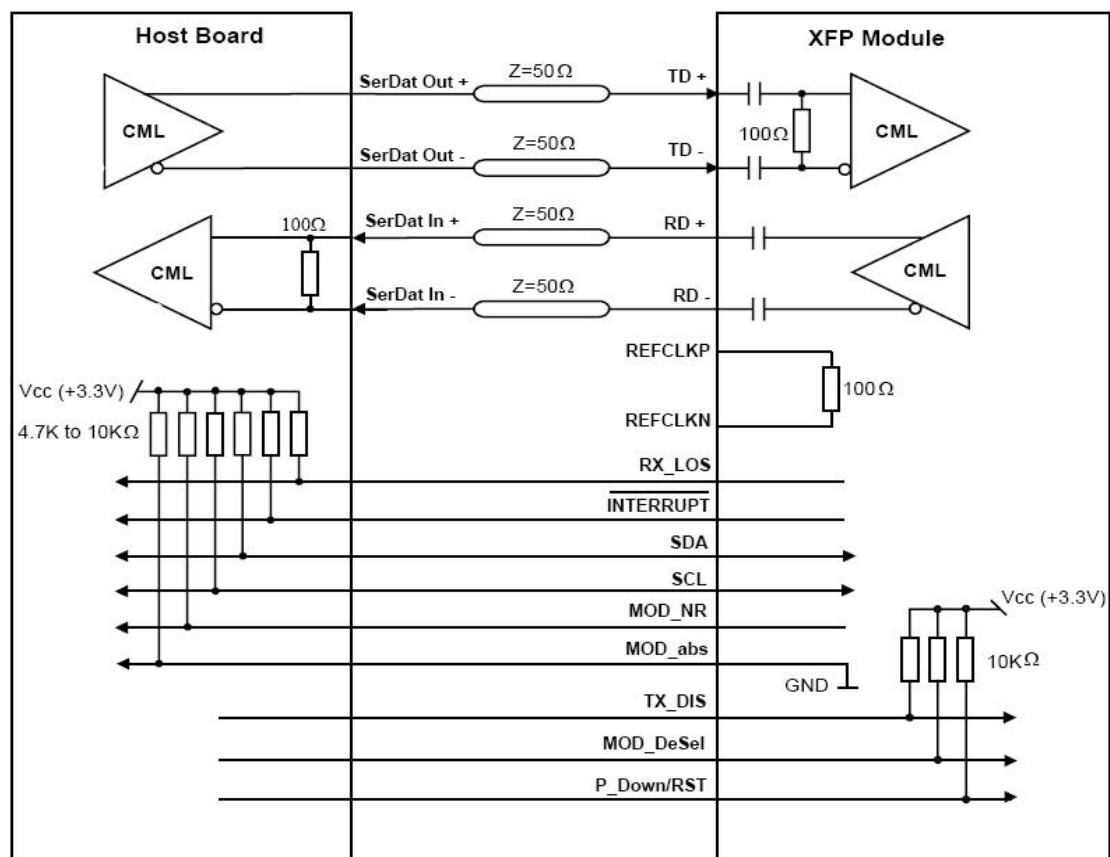 Host Board
XFP Module
SerDat Out +
Z=50Ω
TD +
CML
100Ω
CML
SerDat Out -
Z=50Ω
TD -
SerDat In +
Z=50Ω
RD +
100Ω
CML
CML
SerDat In -
Z=50Ω
RD -
REFCLKP
Vcc (+3.3V)
100Ω
4.7K to 10KΩ
REFCLKN
RX_LOS
INTERRUPT
SDA
SCL
Vcc (+3.3V)
MOD_NR
MOD_abs
10KΩ
GND
TX_DIS
MOD_DeSel
P_Down/RST